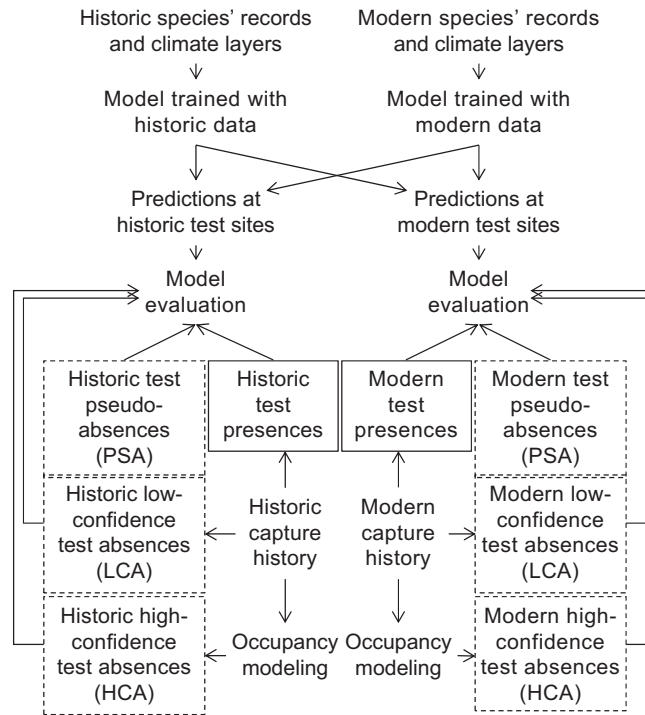 Historic species’ records
and climate layers
Modern species’ records
and climate layers
Model trained with
historic data
Model trained with
modern data
Predictions at
historic test sites
Predictions at
modern test sites
Model
evaluation
Model
evaluation
Historic test
pseudo-
absences
(PSA)
Historic
test
presences
Modern
test
presences
Modern test
pseudo-
absences
(PSA)
Historic low-
confidence
test absences
(LCA)
Historic
capture
history
Modern
capture
history
Modern low-
confidence
test absences
(LCA)
Historic high-
confidence
test absences
(HCA)
Occupancy
modeling
Occupancy
modeling
Modern high-
confidence
test absences
(HCA)